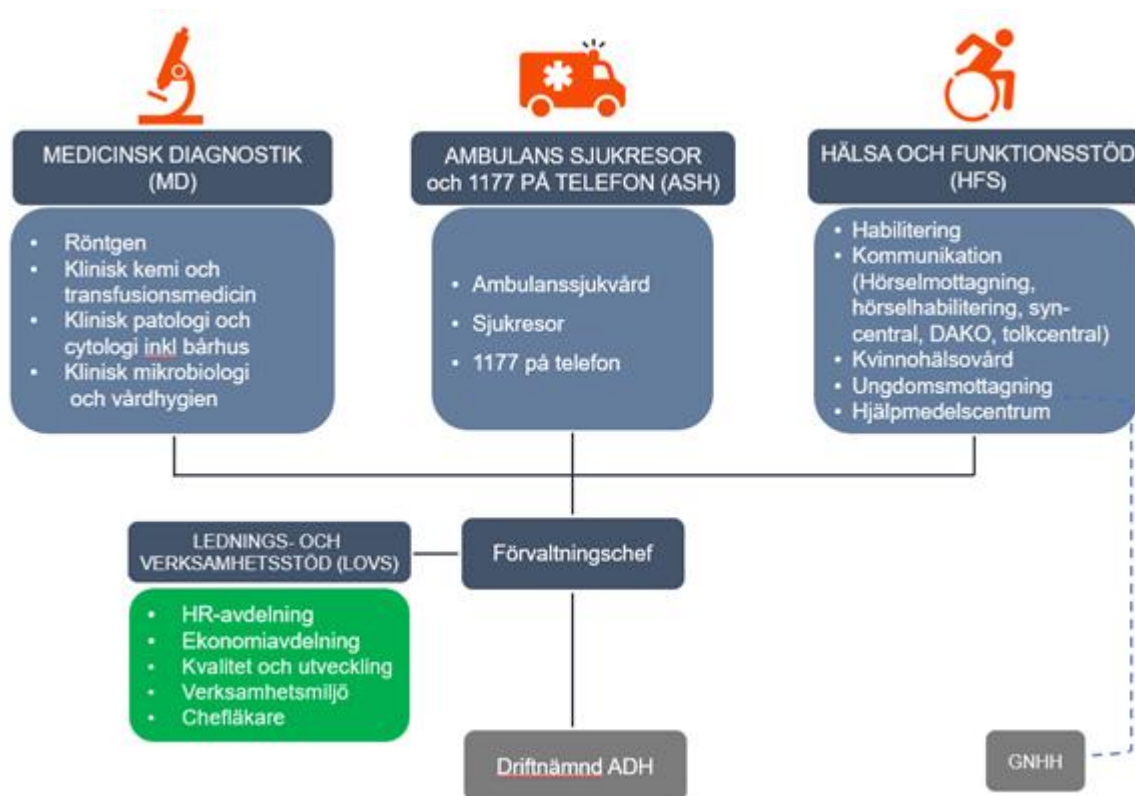 MEDICINSK DIAGNOSTIK
(MD)
• Röntgen
• Klinisk kemi och
transfusionsmedicin
• Klinisk patologi och
cytologi inkl bårhus
• Klinisk mikrobiologi
och vårdhygien
AMBULANS SJUKRESOR
och 1177 PÅ TELEFON (ASH)
• Ambulanssjukvård
• Sjukresor
• 1177 på telefon
HÄLSA OCH FUNKTIONSSTÖD
(HFS)
• Habilitering
• Kommunikation
(Hörselmottagning,
hörselhabilitering, syn-
central, DAKO, tolkcentral)
• Kvinnohälsovård
• Ungdomsmottagning
• Hjälpmedelscentrum
LEDNINGS- OCH
VERKSAMHETSSTÖD (LOVS)
• HR-avdelning
• Ekonomiavdelning
• Kvalitet och utveckling
• Verksamhetsmiljö
• Chefläkare
Förvaltningschef
Driftnämnd ADH
GNHH